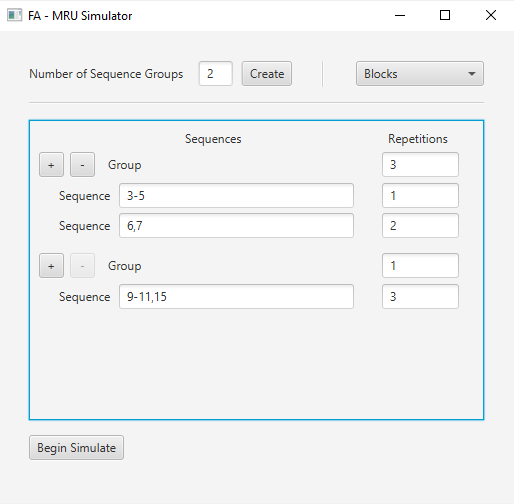 FA - MRU Simulator
Number of Sequence Groups 2 Create Blocks
Sequences Repetitions
+ - Group 3
Sequence 3-5 1
Sequence 6,7 2
+ - Group 1
Sequence 9-11,15 3
Begin Simulate